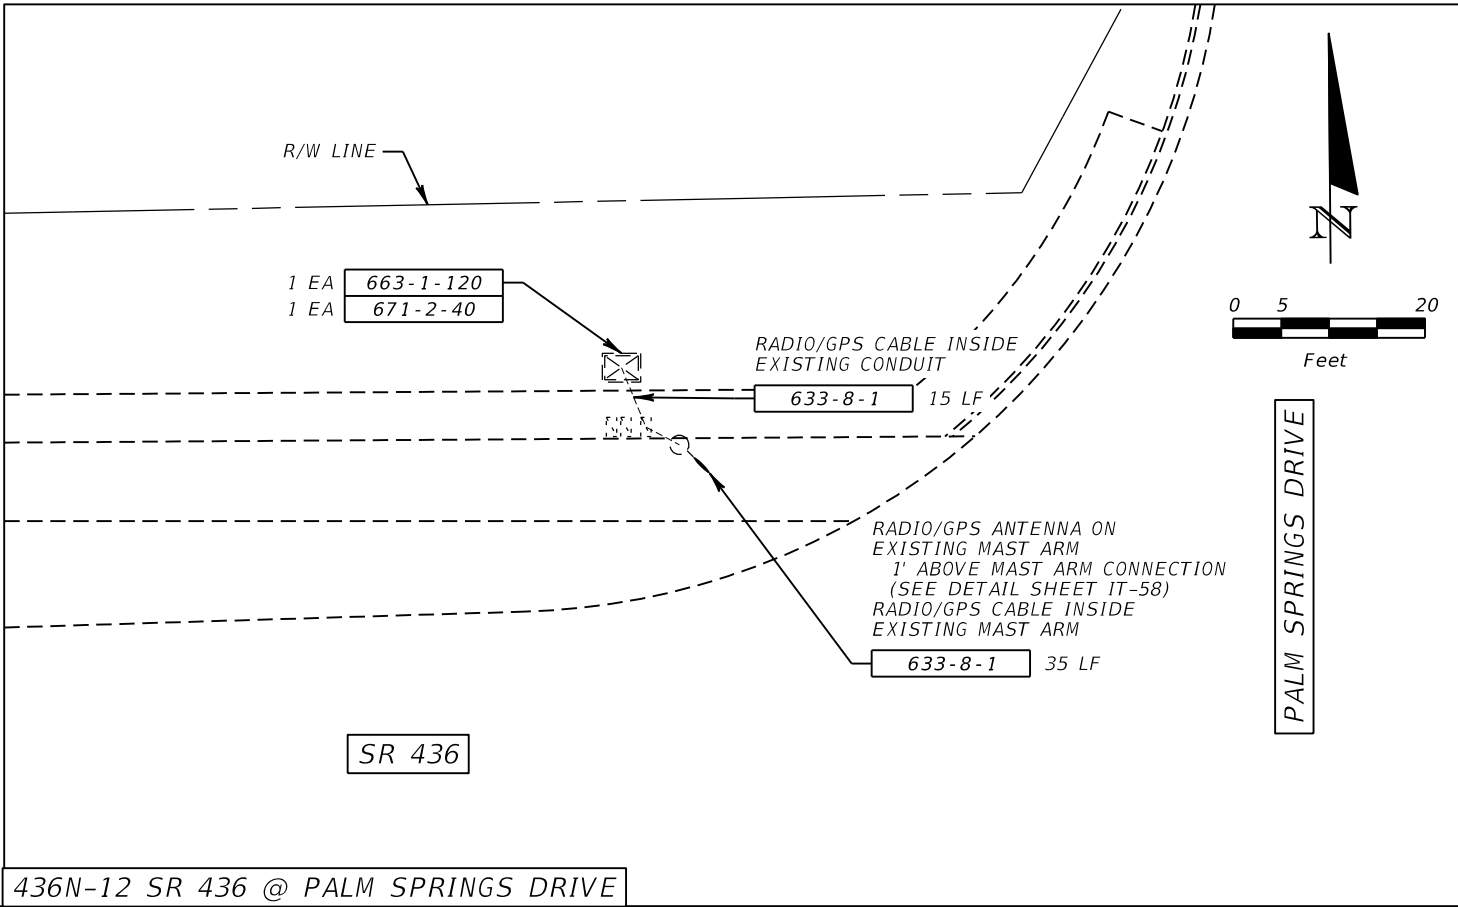 R/W LINE
1 EA 663-1-120
1 EA 671-2-40
RADIO/GPS CABLE INSIDE
EXISTING CONDUIT
633-8-1 15 LF
N
0 5 20
Feet
RADIO/GPS ANTENNA ON
EXISTING MAST ARM
1' ABOVE MAST ARM CONNECTION
(SEE DETAIL SHEET IT-58)
RADIO/GPS CABLE INSIDE
EXISTING MAST ARM
633-8-1 35 LF
PALM SPRINGS DRIVE
SR 436
436N-12 SR 436 @ PALM SPRINGS DRIVE